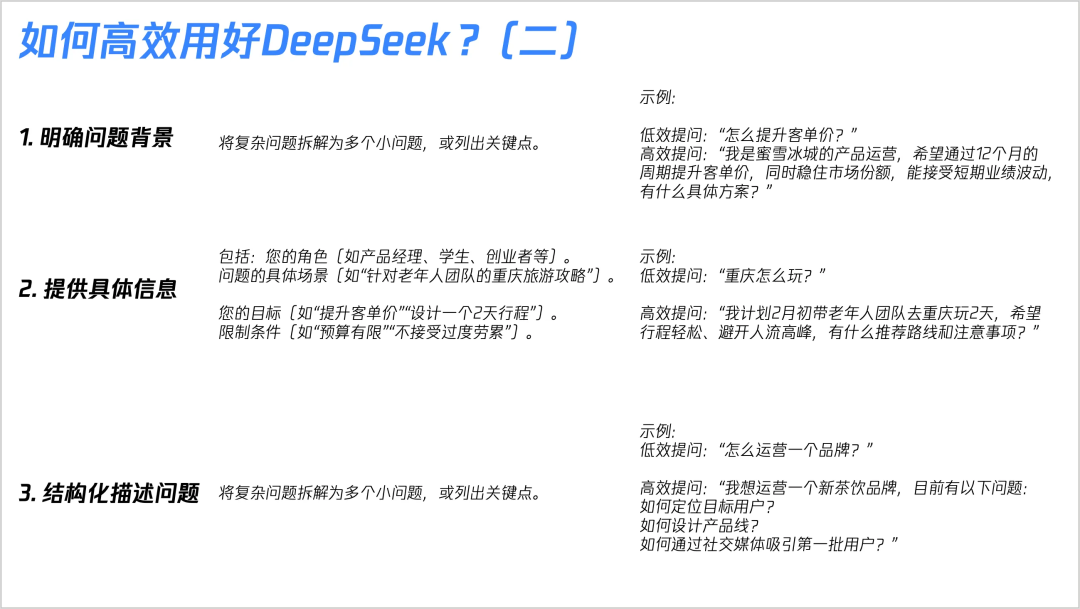 如何高效用好DeepSeek？（二）
1. 明确问题背景
将复杂问题拆解为多个小问题，或列出关键点。
示例：
低效提问：“怎么提升客单价？”
高效提问：“我是蜜雪冰城的产品运营，希望通过12个月的
周期提升客单价，同时稳住市场份额，能接受短期业绩波动，
有什么具体方案？”
2. 提供具体信息
包括：您的角色（如产品经理、学生、创业者等）。
问题的具体场景（如“针对老年人团队的重庆旅游攻略”）。
您的目标（如“提升客单价”“设计一个2天行程”）。
限制条件（如“预算有限”“不接受过度劳累”）。
示例：
低效提问：“重庆怎么玩？”
高效提问：“我计划2月初带老年人团队去重庆玩2天，希望
行程轻松、避开人流高峰，有什么推荐路线和注意事项？”
3. 结构化描述问题
将复杂问题拆解为多个小问题，或列出关键点。
示例：
低效提问：“怎么运营一个品牌？”
高效提问：“我想运营一个新茶饮品牌，目前有以下问题：
如何定位目标用户？
如何设计产品线？
如何通过社交媒体吸引第一批用户？”